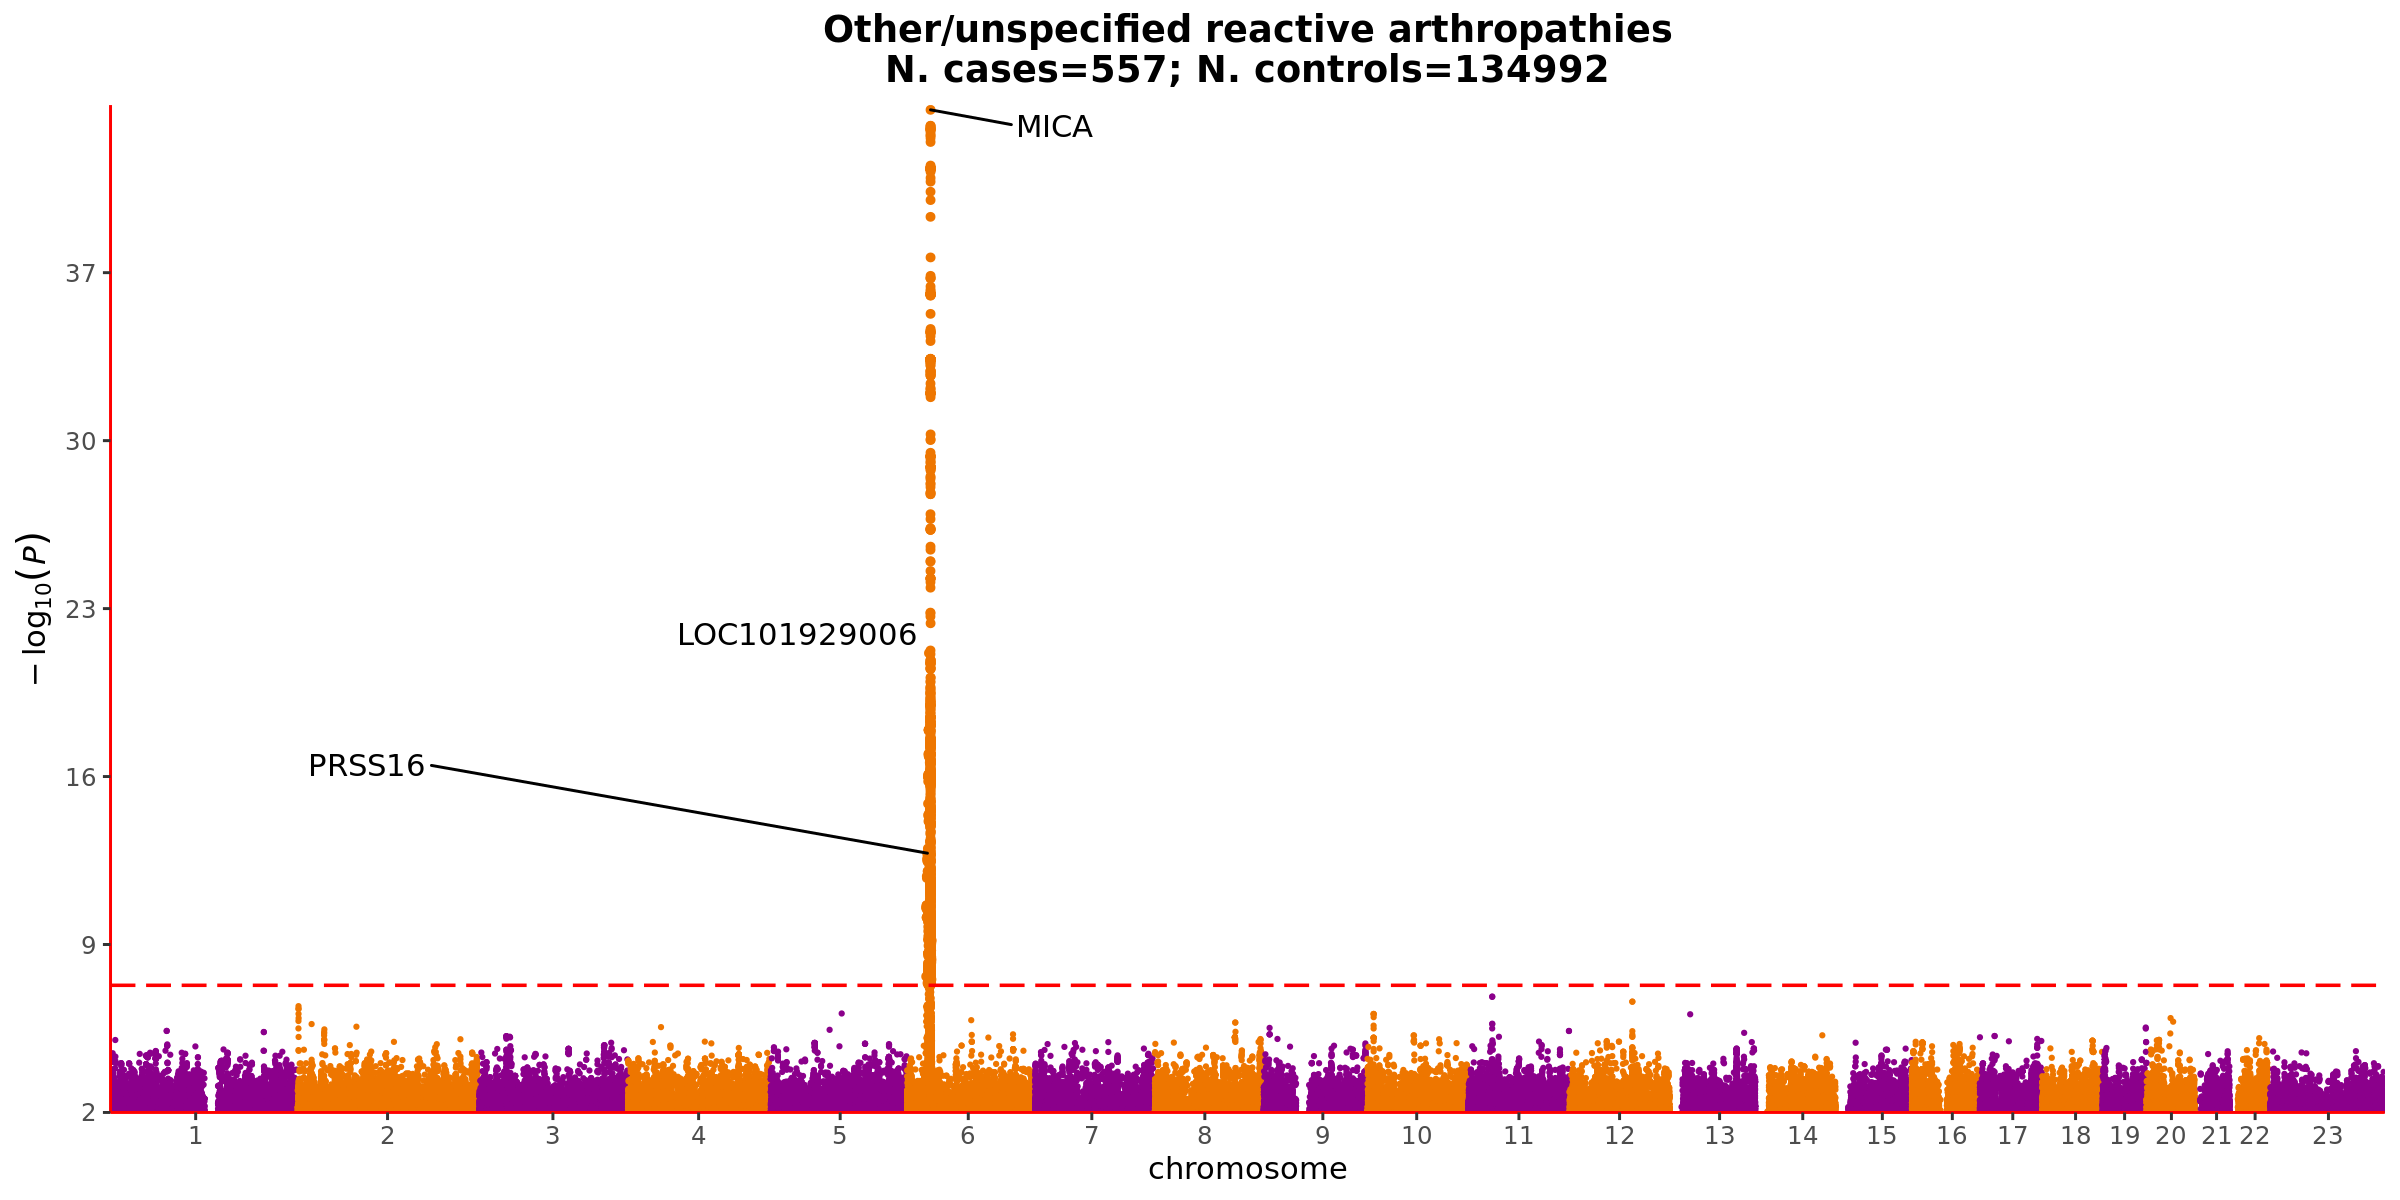 Other/unspecified reactive arthropathies
N. cases=557; N. controls=134992
MICA
37
30
23
LOC101929006
16
PRSS16
9
2
−log10(P)
1 2 3 4 5 6 7 8 9 10 11 12 13 14 15 16 17 18 19 20 21 22 23
chromosome